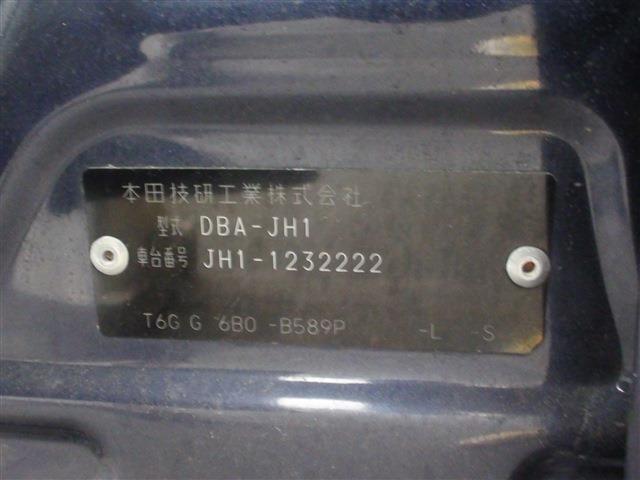 本田技研工業株式会社
型式 DBA-JH1
車台番号 JH1-1232222
T6G G 6B0 -B589P -L -S